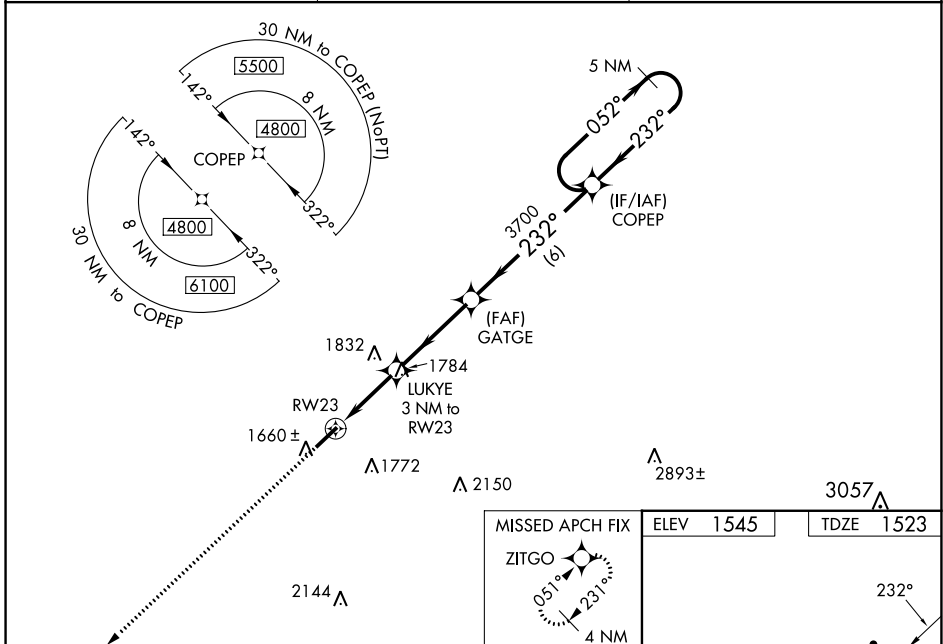 30 NM to COPEP (NoPT)
5500
142°
8 NM
4800
COPEP
322°
142°
4800
8 NM
322°
6100
30 NM to COPEP
5 NM
052°
232°
(IF/IAF)
COPEP
3700
232°
(6)
(FAF)
GATGE
1832
1784
LUKYE
3 NM to
RW23
RW23
1660 ±
1772
2150
2893±
3057
2144
MISSED APCH FIX
ZITGO
051°
231°
4 NM
ELEV 1545
TDZE 1523
232°